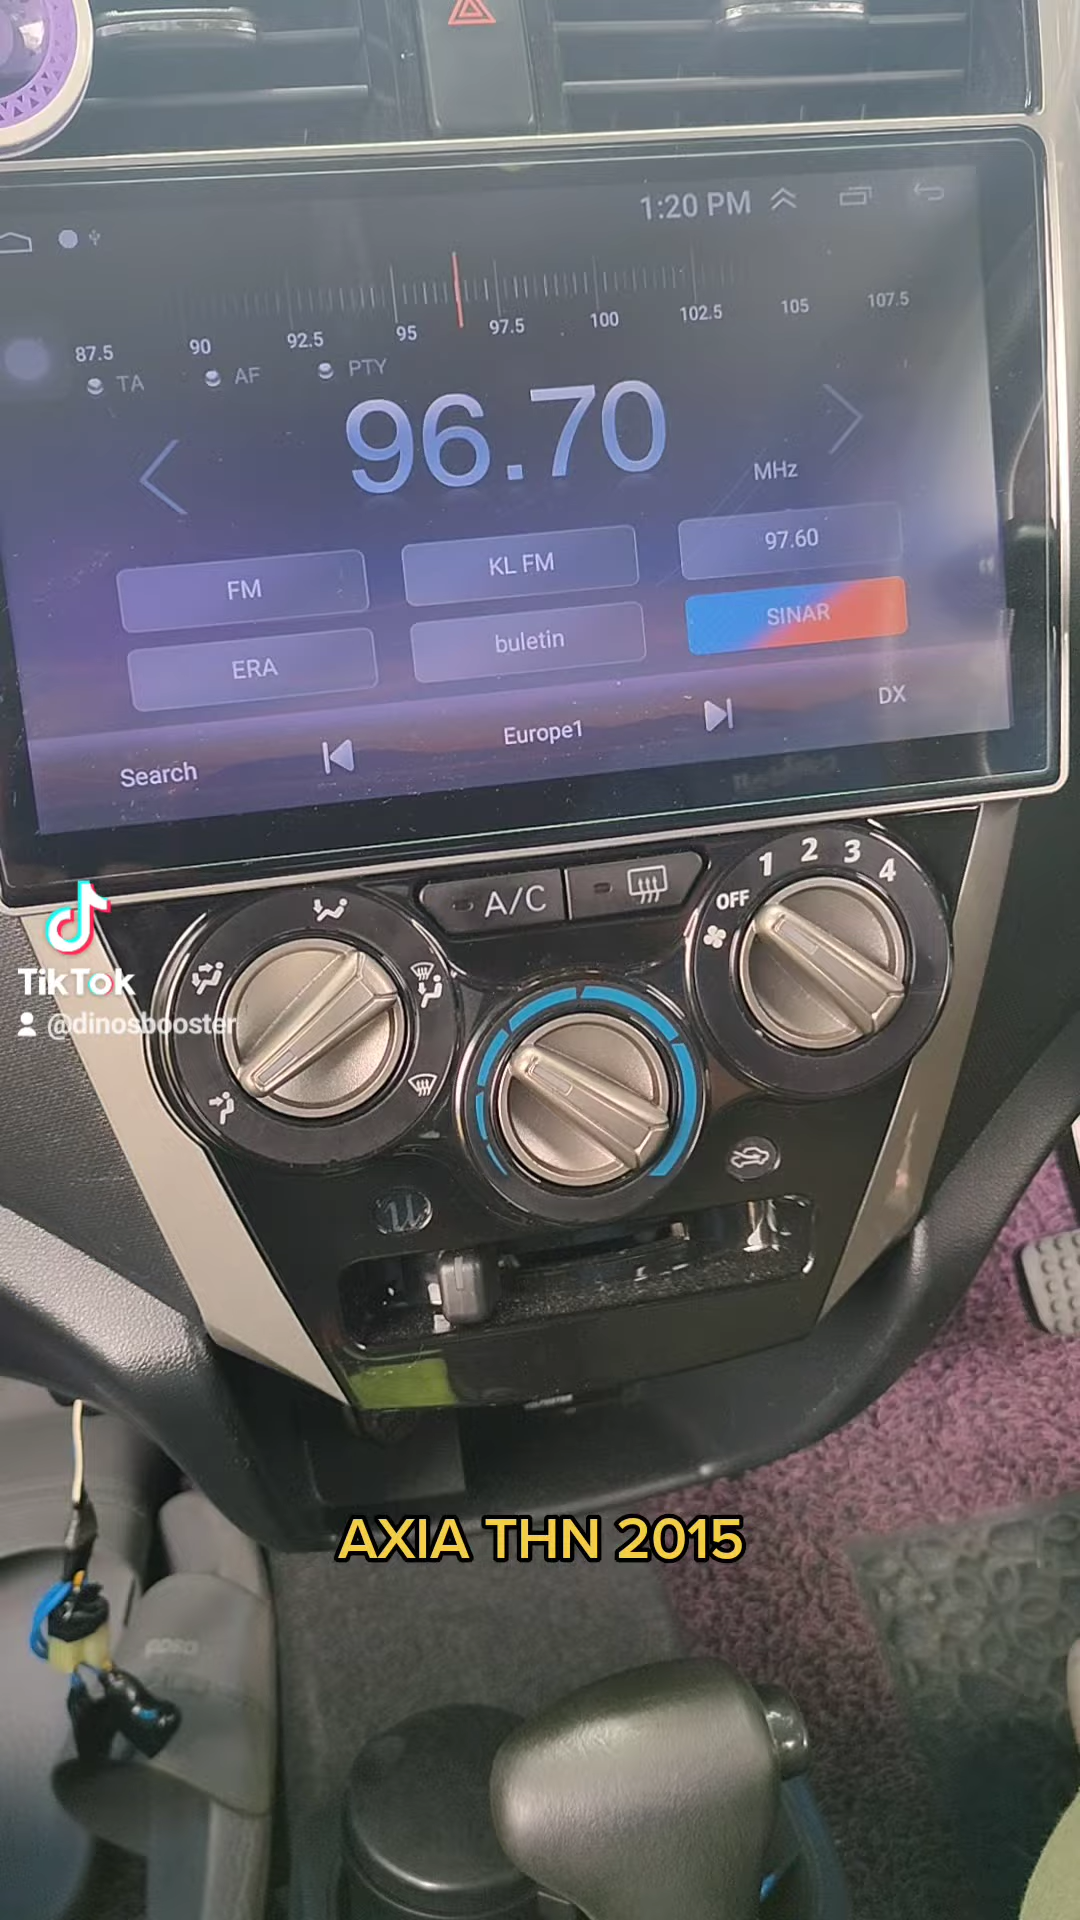 1:20 PM
87.5 90 92.5 95 97.5 100 102.5 105 107.5
TA AF PTY
96.70
MHz
FM KL FM 97.60
ERA buletin SINAR
Search Europe1 DX
A/C
OFF 1 2 3 4
TikTok
@dinosbooster
AXIA THN 2015